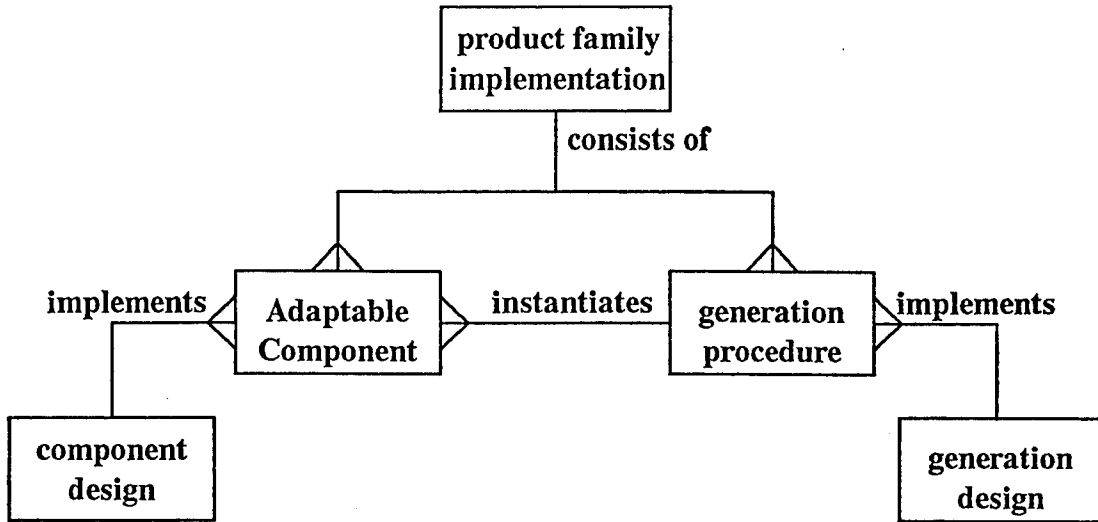 product family
implementation
consists of
implements
Adaptable
Component
instantiates
generation
procedure
implements
component
design
generation
design